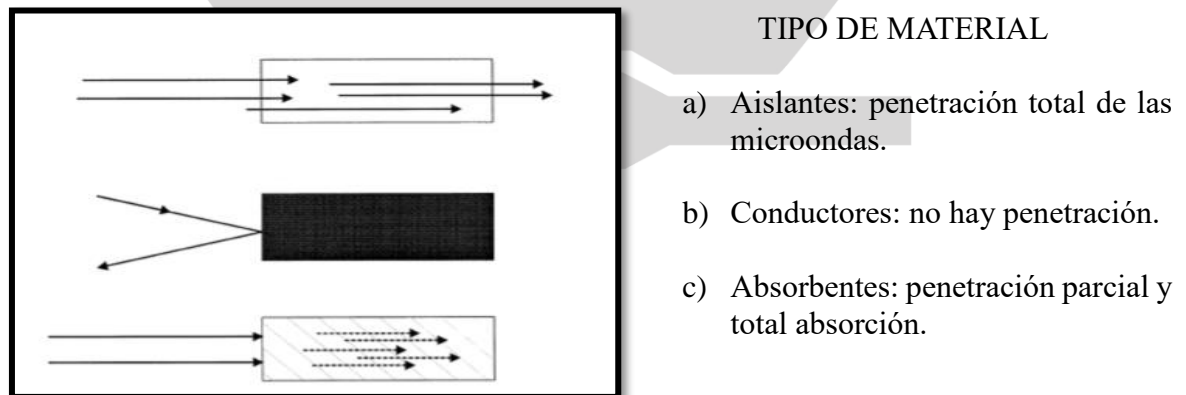 TIPO DE MATERIAL
a) Aislantes: penetración total de las
microondas.
b) Conductores: no hay penetración.
c) Absorbentes: penetración parcial y
total absorción.